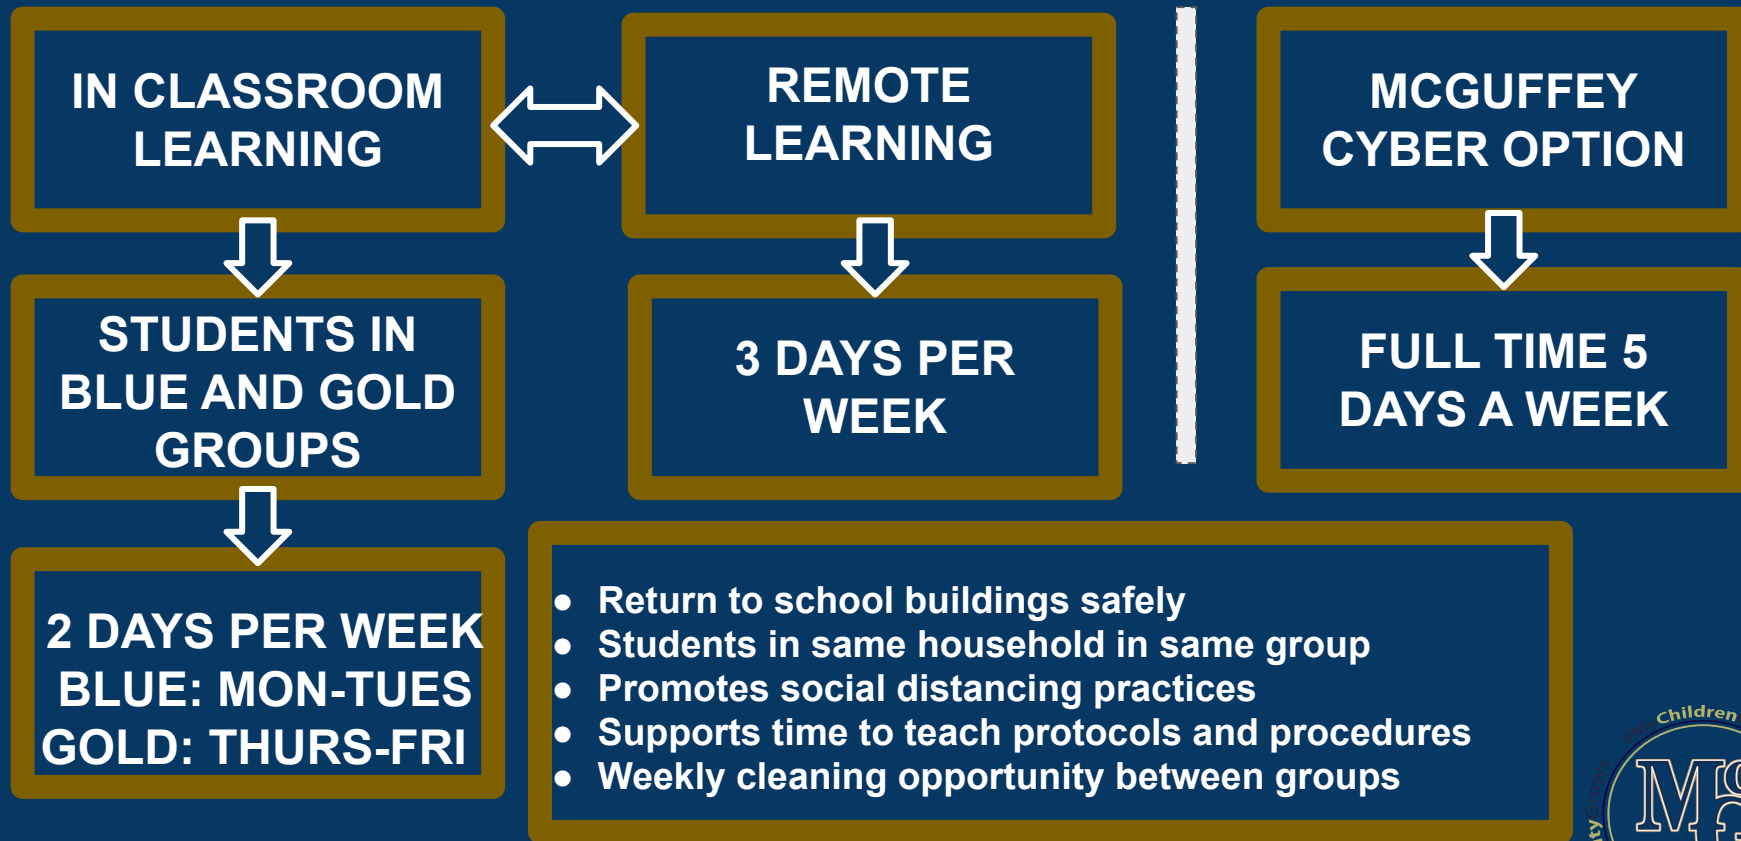 IN CLASSROOM
LEARNING
REMOTE
LEARNING
MCGUFFEY
CYBER OPTION
STUDENTS IN
BLUE AND GOLD
GROUPS
3 DAYS PER
WEEK
FULL TIME 5
DAYS A WEEK
2 DAYS PER WEEK
BLUE: MON-TUES
GOLD: THURS-FRI
● Return to school buildings safely
● Students in same household in same group
● Promotes social distancing practices
● Supports time to teach protocols and procedures
● Weekly cleaning opportunity between groups
Children
Grows